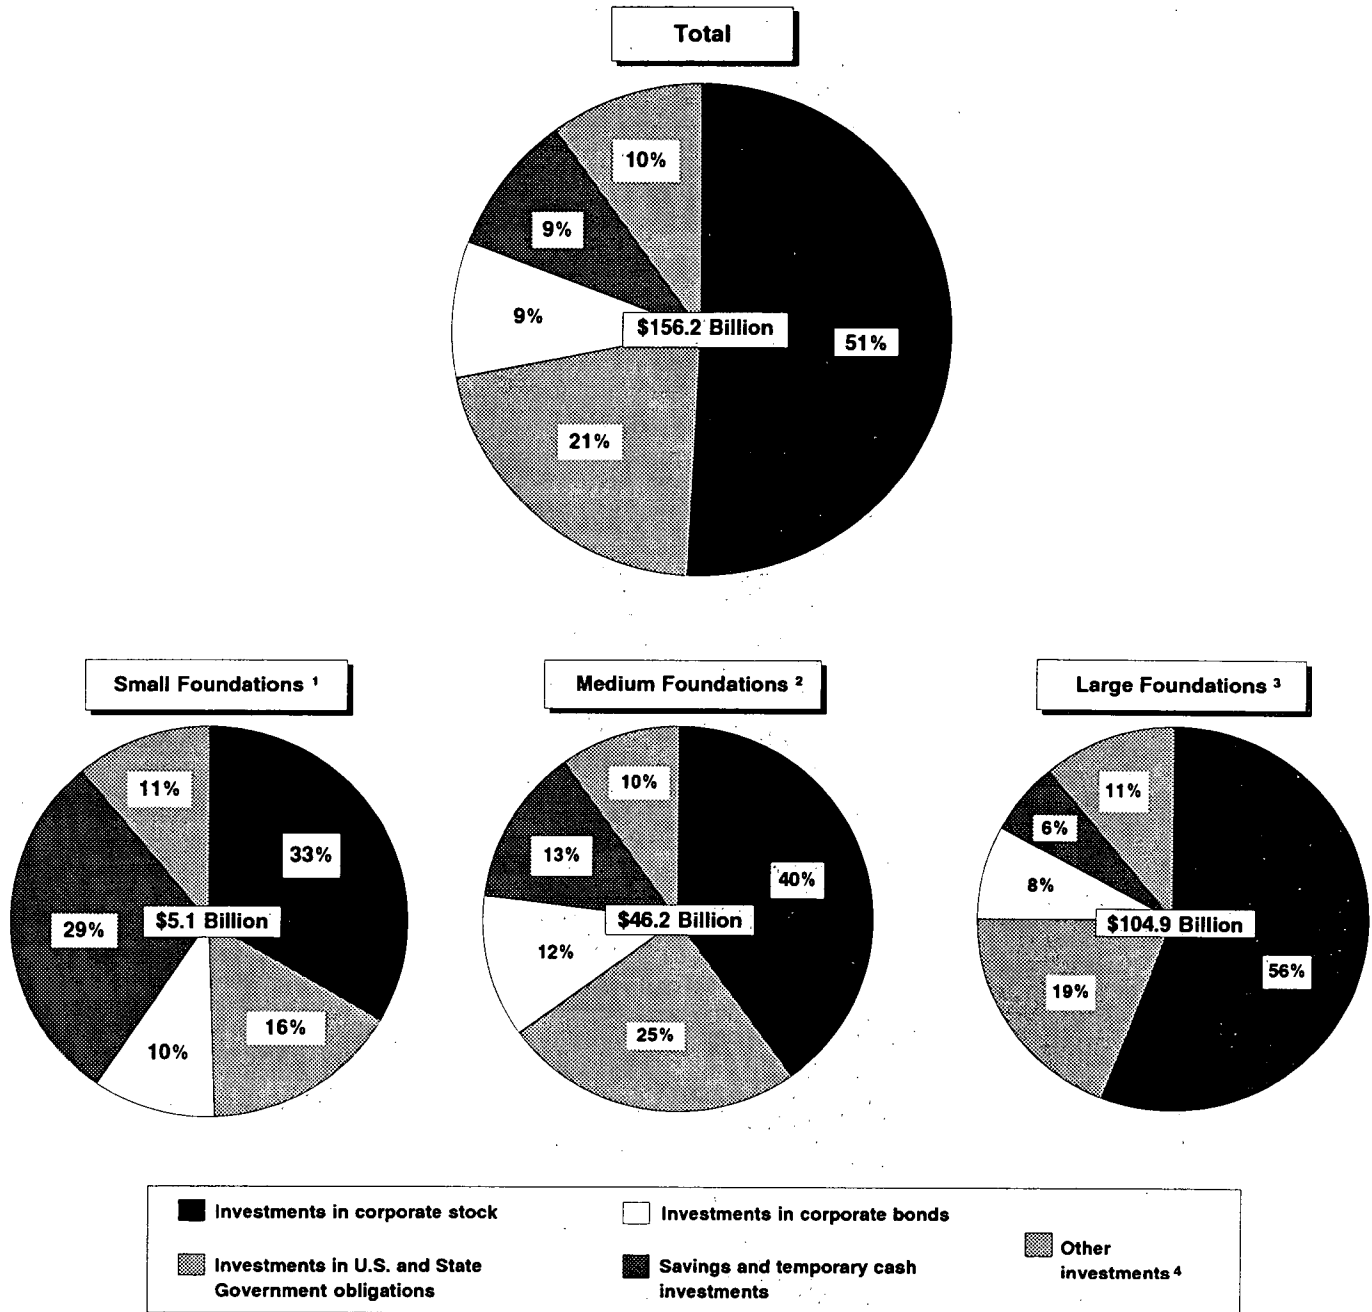 Total
10%
9%
9%
$156.2 Billion
51%
21%
Small Foundations ¹
Medium Foundations ²
Large Foundations ³
11%
33%
29%
$5.1 Billion
16%
10%
10%
13%
40%
$46.2 Billion
12%
25%
11%
6%
8%
$104.9 Billion
56%
19%
Investments in corporate stock
Investments in U.S. and State
Government obligations
Investments in corporate bonds
Savings and temporary cash
investments
Other
investments ⁴